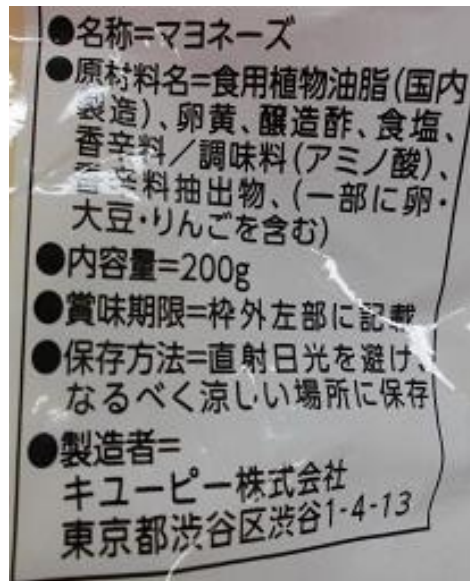 ●名称=マヨネーズ
●原材料名=食用植物油脂(国内
製造)、卵黄、醸造酢、食塩、
香辛料/調味料(アミノ酸)、
香辛料抽出物、(一部に卵・
大豆・りんごを含む)
●内容量=200g
●賞味期限=枠外左部に記載
●保存方法=直射日光を避け、
なるべく涼しい場所に保存
●製造者=
キユーピー株式会社
東京都渋谷区渋谷1-4-13